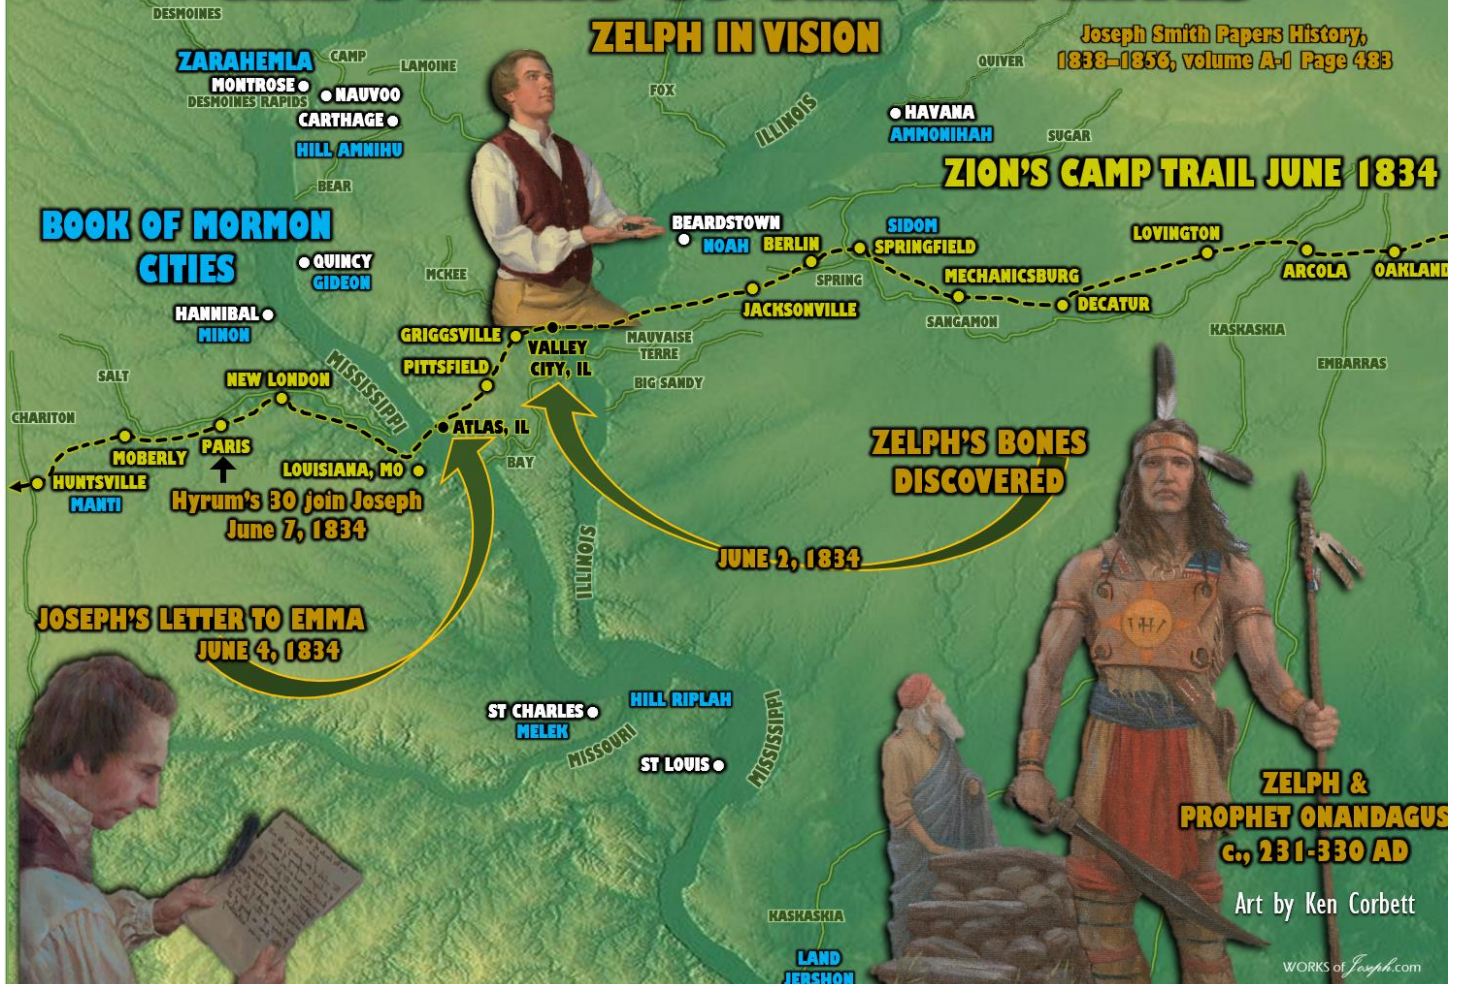 DESMOINES
ZELPH IN VISION
Joseph Smith Papers History,
1838–1856, volume A-1 Page 483
ZARAHEMLA
CAMP
LAMOINE
QUIVER
MONTROSE
NAUVOO
DESMOINES RAPIDS
FOX
ILLINOIS
HAVANA
CARTHAGE
AMMONIHAH
SUGAR
HILL AMNIHU
ZION'S CAMP TRAIL JUNE 1834
BEAR
BOOK OF MORMON
CITIES
BEARDSTOWN
NOAH
BERLIN
SIDOM
SPRINGFIELD
LOVINGTON
QUINCY
GIDEON
MCKEE
SPRING
MECHANICSBURG
ARCOLA
OAKLAND
JACKSONVILLE
DECATUR
HANNIBAL
MINON
SANGAMON
KASKASKIA
GRIGGSVILLE
VALLEY
CITY, IL
MAUVAISE
TERRE
MISSISSIPPI
PITTSFIELD
BIG SANDY
EMBARRAS
SALT
NEW LONDON
CHARITON
ATLAS, IL
PARIS
MOBERLY
ZELPH'S BONES
DISCOVERED
LOUISIANA, MO
BAY
HUNTSVILLE
MANTI
Hyrum's 30 join Joseph
June 7, 1834
ILLINOIS
JUNE 2, 1834
JOSEPH'S LETTER TO EMMA
JUNE 4, 1834
HILL RIPLAH
ST CHARLES
MELEK
MISSOURI
MISSISSIPPI
ST LOUIS
ZELPH &
PROPHET ONANDAGUS
c., 231-330 AD
Art by Ken Corbett
KASKASKIA
LAND
JERSHON
WORKS of Joseph.com